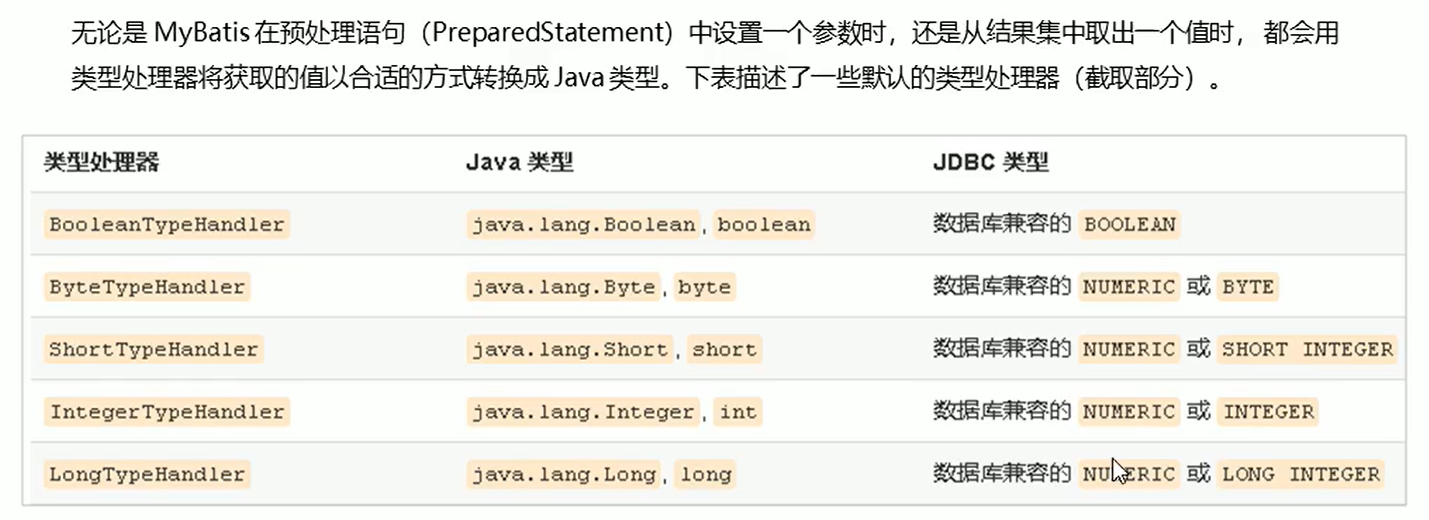 无论是 MyBatis 在预处理语句（PreparedStatement）中设置一个参数时，还是从结果集中取出一个值时， 都会用
类型处理器将获取的值以合适的方式转换成 Java 类型。下表描述了一些默认的类型处理器（截取部分）。
类型处理器 Java 类型 JDBC 类型
BooleanTypeHandler java.lang.Boolean, boolean 数据库兼容的 BOOLEAN
ByteTypeHandler java.lang.Byte, byte 数据库兼容的 NUMERIC 或 BYTE
ShortTypeHandler java.lang.Short, short 数据库兼容的 NUMERIC 或 SHORT INTEGER
IntegerTypeHandler java.lang.Integer, int 数据库兼容的 NUMERIC 或 INTEGER
LongTypeHandler java.lang.Long, long 数据库兼容的 NUMERIC 或 LONG INTEGER